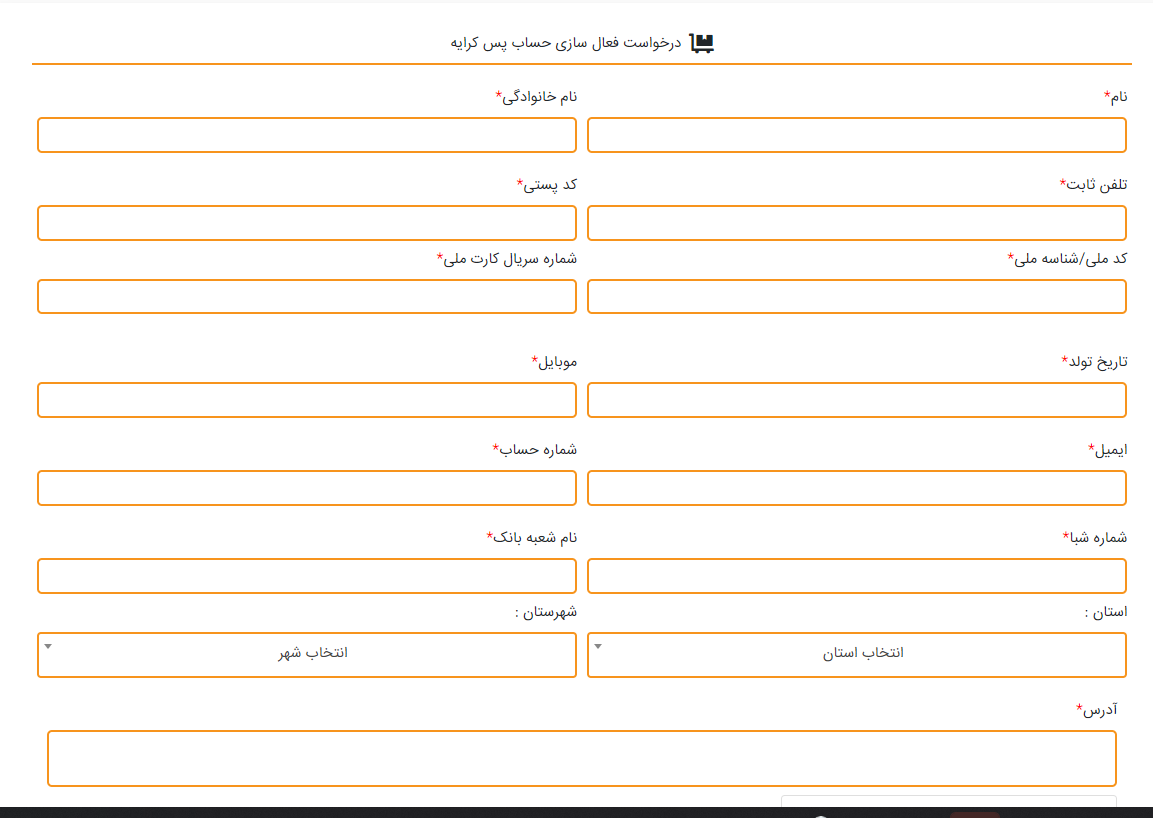 درخواست فعال سازی حساب پس کرایه
نام*
نام خانوادگی*
تلفن ثابت*
کد پستی*
کد ملی/شناسه ملی*
شماره سریال کارت ملی*
تاریخ تولد*
موبایل*
ایمیل*
شماره حساب*
شماره شبا*
نام شعبه بانک*
استان :
شهرستان :
انتخاب استان
انتخاب شهر
آدرس*